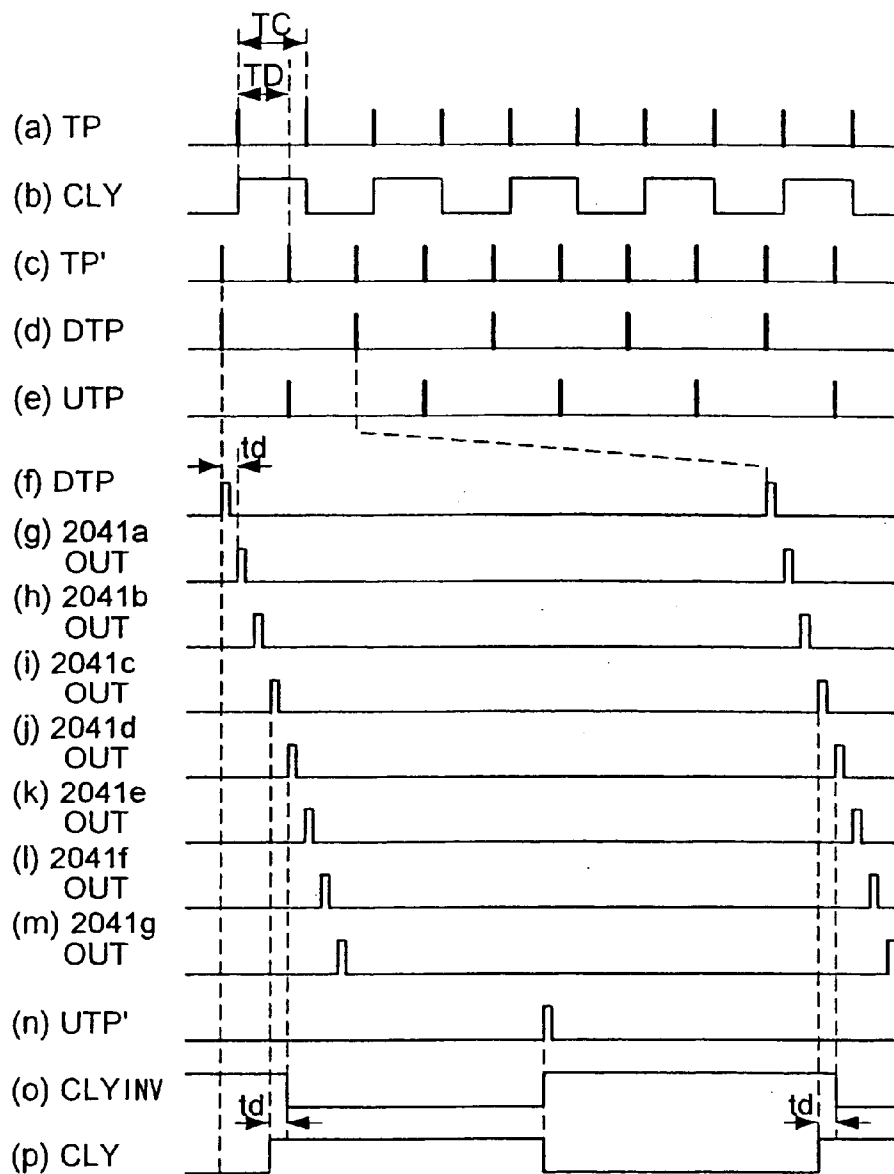 TC
TD
(a) TP
(b) CLY
(c) TP'
(d) DTP
(e) UTP
td
(f) DTP
(g) 2041a
OUT
(h) 2041b
OUT
(i) 2041c
OUT
(j) 2041d
OUT
(k) 2041e
OUT
(l) 2041f
OUT
(m) 2041g
OUT
(n) UTP'
(o) CLYINV
td
td
(p) CLY